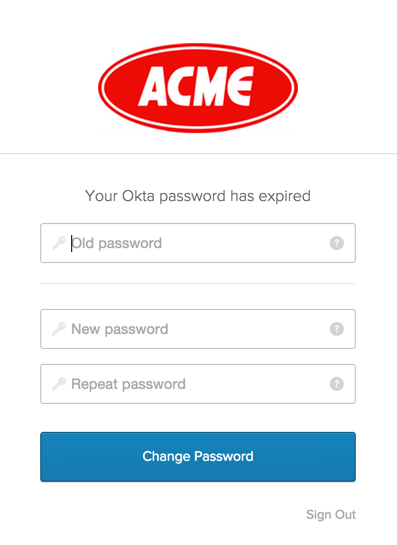 ACME
Your Okta password has expired
Old password
?
New password
?
Repeat password
?
Change Password
Sign Out